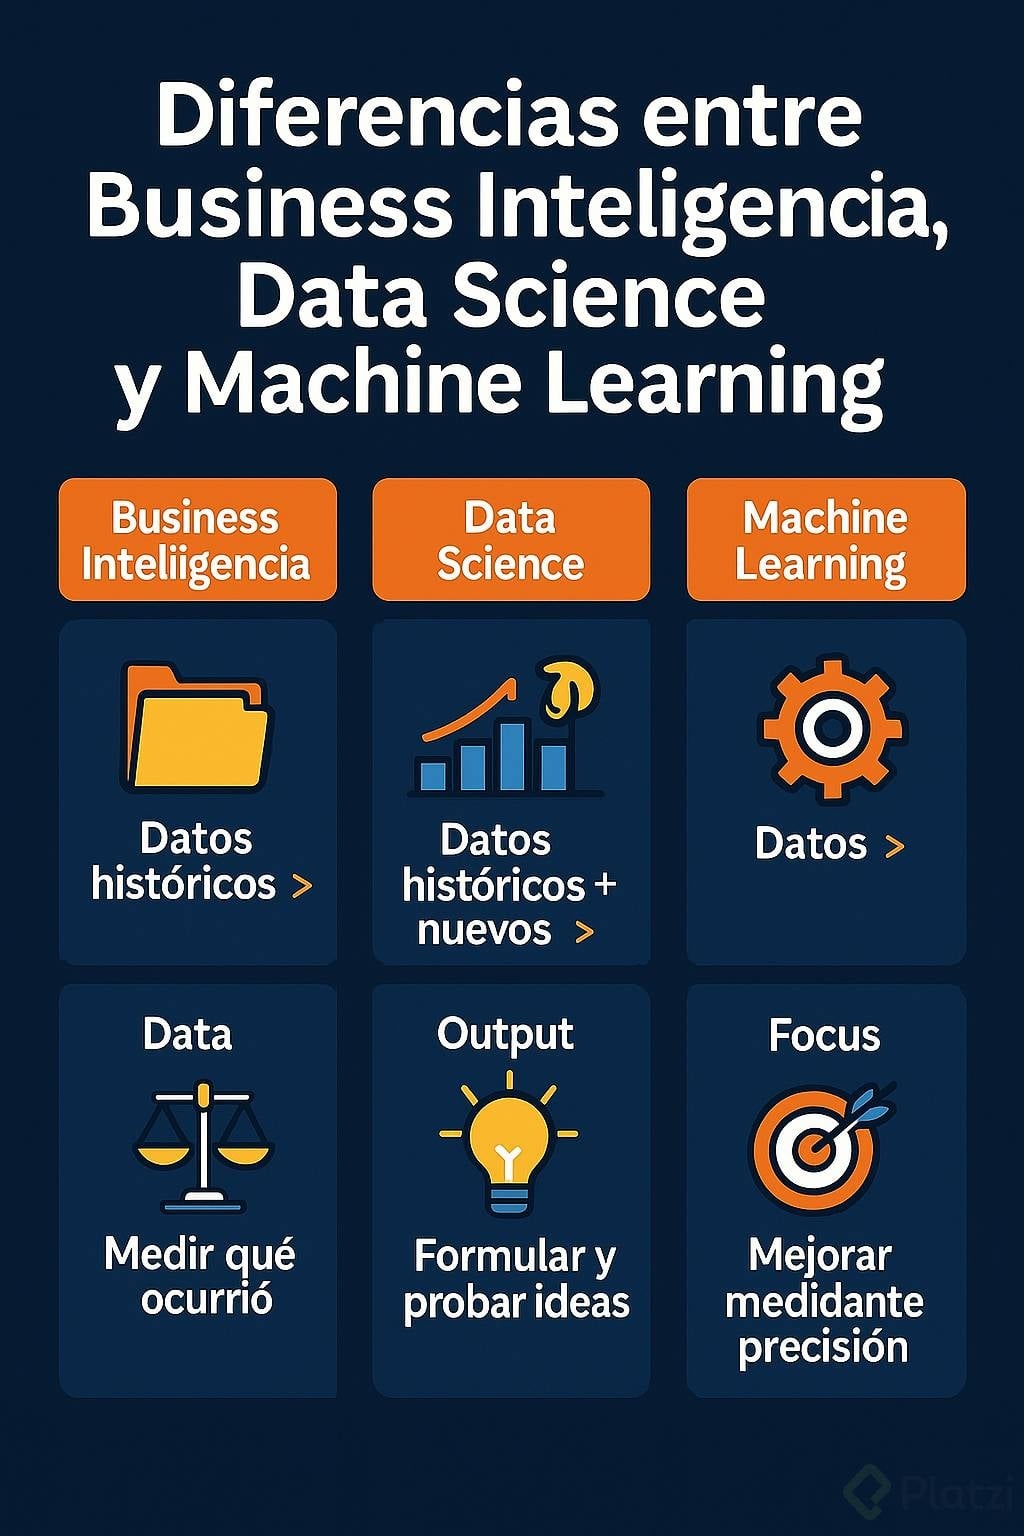 Diferencias entre
Business Inteligencia,
Data Science
y Machine Learning
Business
Inteliigencia
Data
Science
Machine
Learning
Datos
históricos >
Datos
históricos +
nuevos >
Datos >
Data
Medir qué
ocurrió
Output
Formular y
probar ideas
Focus
Mejorar
medidante
precisión
Platzi